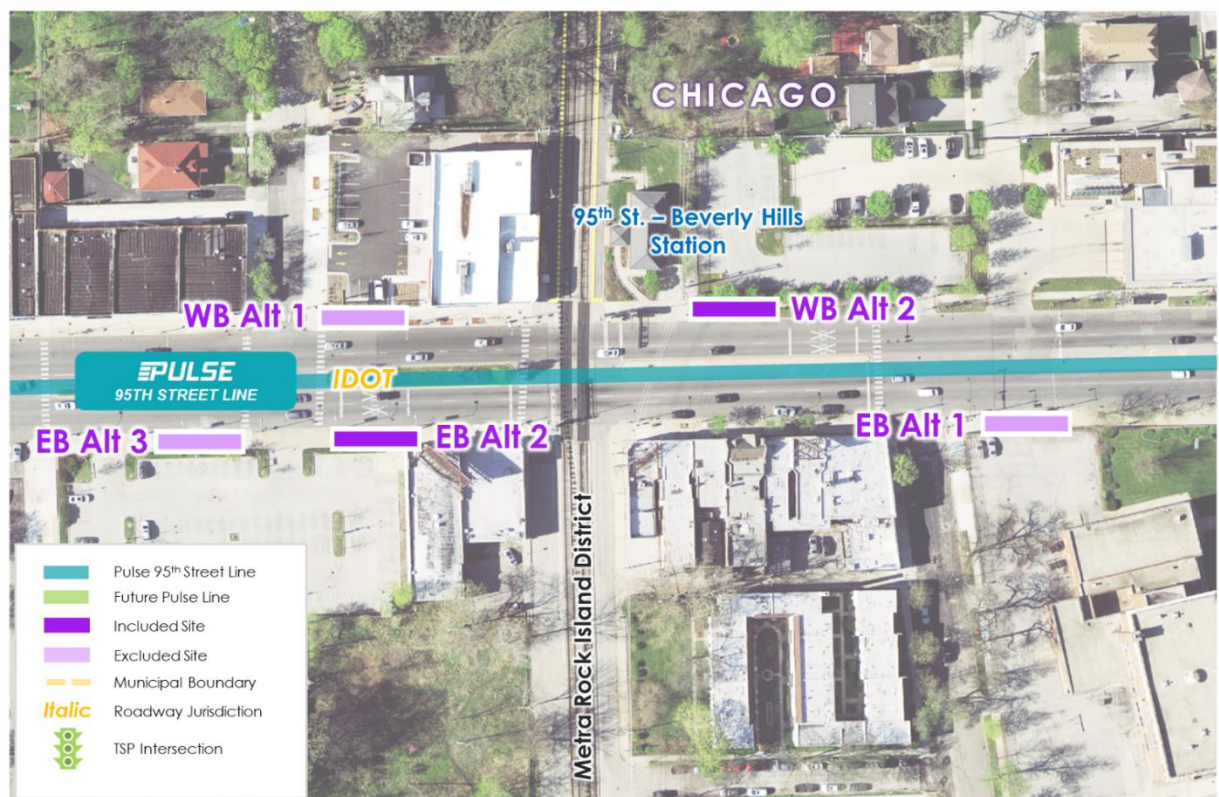 CHICAGO
95th St. – Beverly Hills
Station
WB Alt 1
WB Alt 2
PULSE
95TH STREET LINE
IDOT
EB Alt 3
EB Alt 2
EB Alt 1
Metra Rock Island District
Pulse 95th Street Line
Future Pulse Line
Included Site
Excluded Site
Municipal Boundary
Italic Roadway Jurisdiction
TSP Intersection